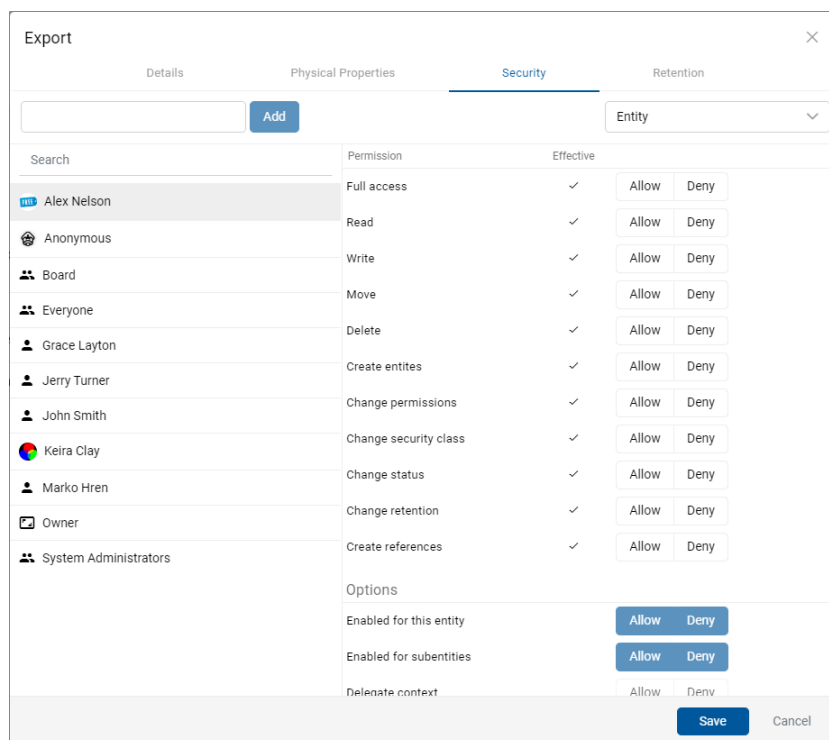 Export
Details Physical Properties Security Retention
Add Entity
Search
Alex Nelson
Anonymous
Board
Everyone
Grace Layton
Jerry Turner
John Smith
Keira Clay
Marko Hren
Owner
System Administrators
Permission Effective
Full access Allow Deny
Read Allow Deny
Write Allow Deny
Move Allow Deny
Delete Allow Deny
Create entites Allow Deny
Change permissions Allow Deny
Change security class Allow Deny
Change status Allow Deny
Change retention Allow Deny
Create references Allow Deny
Options
Enabled for this entity Allow Deny
Enabled for subentities Allow Deny
Delegate context Allow Deny
Save Cancel